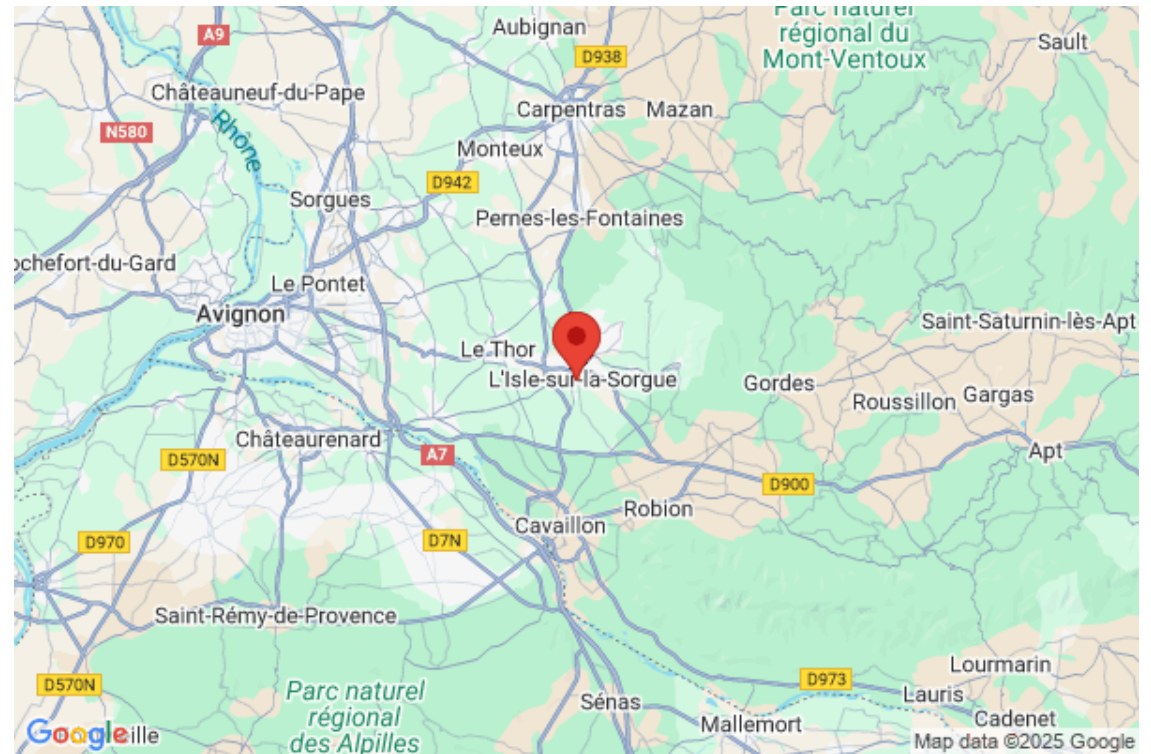 Parc naturel
régional du
Mont-Ventoux
Aubignan
A9
Sault
D938
Châteauneuf-du-Pape
Carpentras
Mazan
N580
Rhône
Monteux
D942
Sorgues
Pernes-les-Fontaines
ochefort-du-Gard
Le Pontet
Avignon
Saint-Saturnin-lès-Apt
Le Thor
L'Isle-sur-la-Sorgue
Gordes
Roussillon
Gargas
Châteaurenard
A7
Apt
D570N
D900
Robion
Cavaillon
D970
D7N
Saint-Rémy-de-Provence
Lourmarin
D570N
D973
Parc naturel
régional
des Alpilles
Lauris
Sénas
Mallemort
Cadenet
Google
eille
Map data ©2025 Google